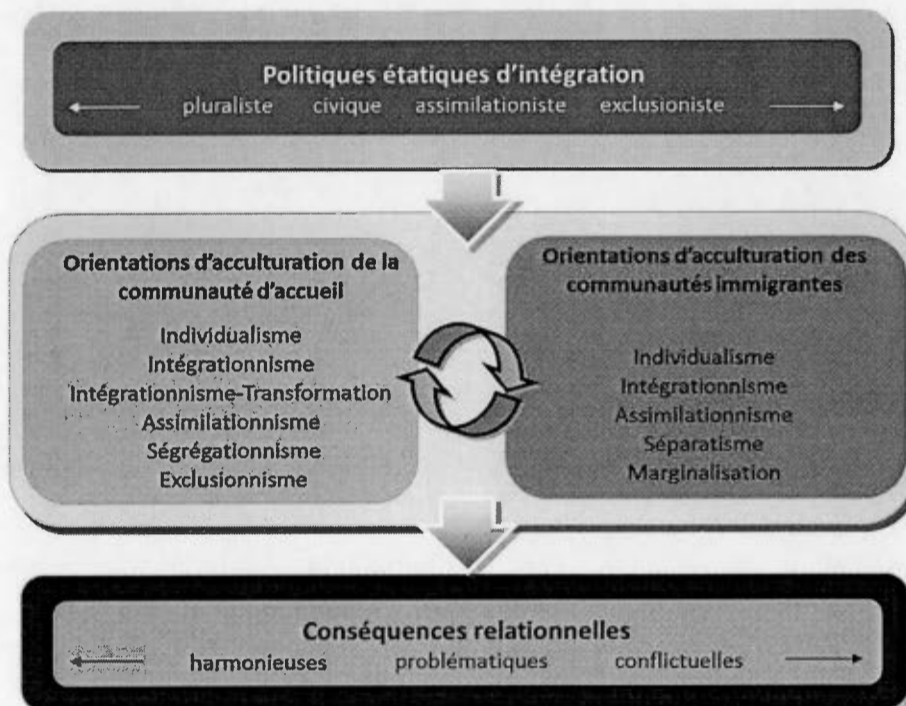 Politiques étatiques d'intégration
pluraliste civique assimilationiste exclusioniste
Orientations d'acculturation de la
communauté d'accueil
Individualisme
Intégrationnisme
Intégrationnisme-Transformation
Assimilationnisme
Ségrégationnisme
Exclusionnisme
Orientations d'acculturation des
communautés immigrantes
Individualisme
Intégrationnisme
Assimilationnisme
Séparatisme
Marginalisation
Conséquences relationnelles
harmonieuses problématiques conflictuelles